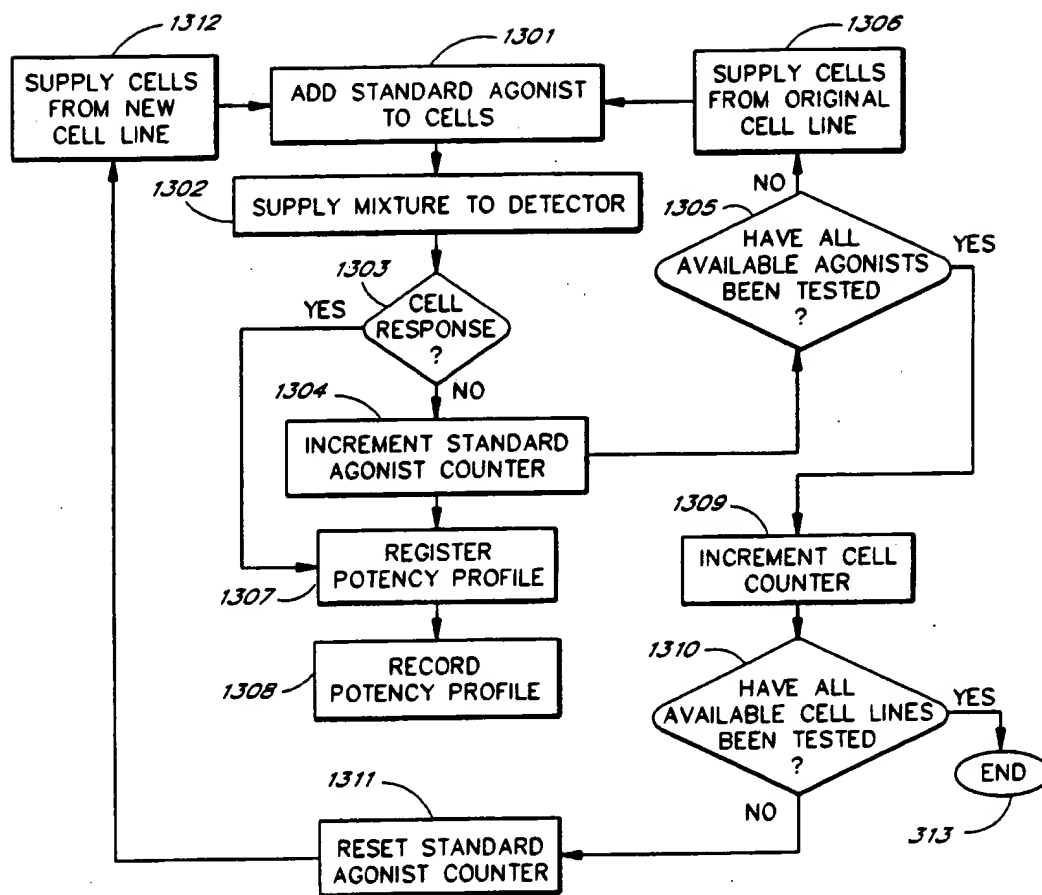 1312
SUPPLY CELLS
FROM NEW
CELL LINE
1301
ADD STANDARD AGONIST
TO CELLS
1306
SUPPLY CELLS
FROM ORIGINAL
CELL LINE
1302
SUPPLY MIXTURE TO DETECTOR
NO
1305
HAVE ALL
AVAILABLE AGONISTS
BEEN TESTED
?
YES
1303
YES
CELL
RESPONSE
?
NO
1304
INCREMENT STANDARD
AGONIST COUNTER
REGISTER
POTENCY PROFILE
1307
RECORD
POTENCY PROFILE
1308
1309
INCREMENT CELL
COUNTER
1310
HAVE ALL
AVAILABLE CELL LINES
BEEN TESTED
?
YES
END
313
NO
1311
RESET STANDARD
AGONIST COUNTER